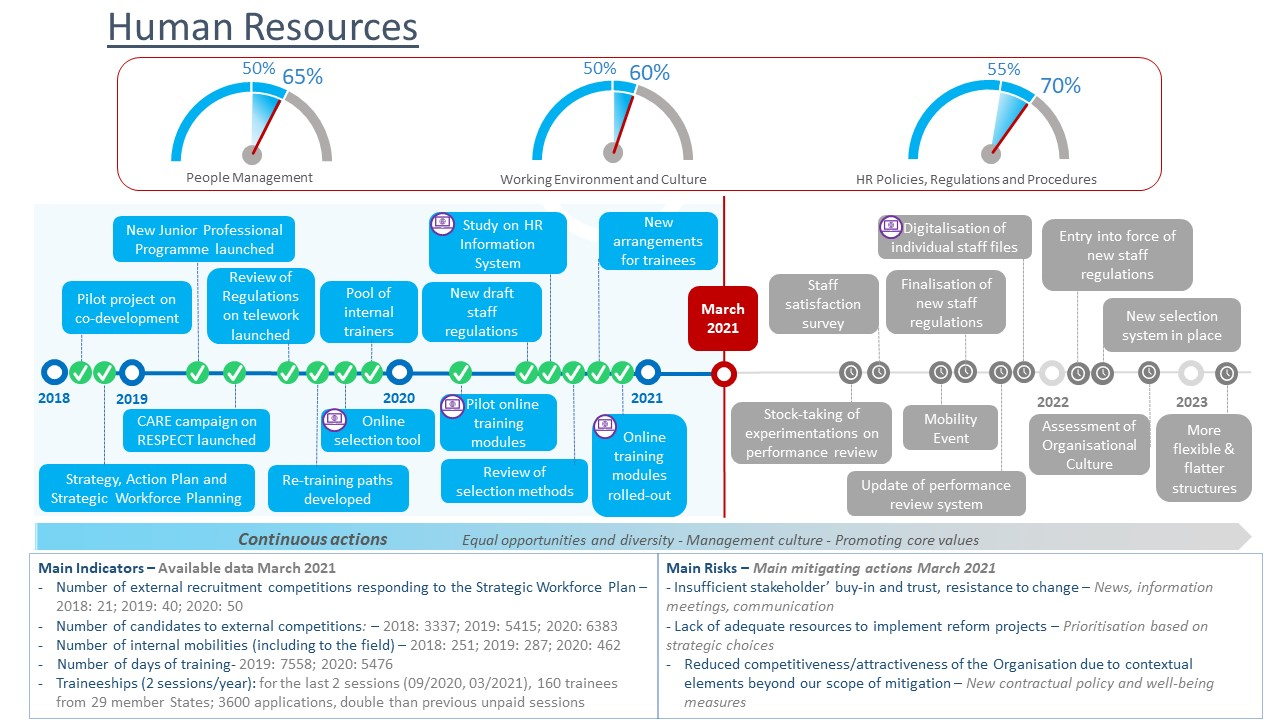 Human Resources
50% 65%
People Management
50% 60%
Working Environment and Culture
55% 70%
HR Policies, Regulations and Procedures
New Junior Professional
Programme launched
Pilot project on
co-development
Review of
Regulations
on telework
launched
Pool of
internal
trainers
Study on HR
Information
System
New draft
staff
regulations
New
arrangements
for trainees
March
2021
Staff
satisfaction
survey
Digitalisation of
individual staff files
Finalisation of
new staff
regulations
Entry into force of
new staff
regulations
New selection
system in place
2018
2019
2020
2021
2022
2023
CARE campaign on
RESPECT launched
Strategy, Action Plan and
Strategic Workforce Planning
Online
selection tool
Re-training paths
developed
Pilot online
training
modules
Review of
selection methods
Online
training
modules
rolled-out
Stock-taking of
experimentations on
performance review
Mobility
Event
Update of performance
review system
Assessment of
Organisational
Culture
More
flexible &
flatter
structures
Continuous actions
Equal opportunities and diversity - Management culture - Promoting core values
Main Indicators – Available data March 2021
- Number of external recruitment competitions responding to the Strategic Workforce Plan –
2018: 21; 2019: 40; 2020: 50
- Number of candidates to external competitions: – 2018: 3337; 2019: 5415; 2020: 6383
- Number of internal mobilities (including to the field) – 2018: 251; 2019: 287; 2020: 462
- Number of days of training- 2019: 7558; 2020: 5476
- Traineeships (2 sessions/year): for the last 2 sessions (09/2020, 03/2021), 160 trainees
from 29 member States; 3600 applications, double than previous unpaid sessions
Main Risks – Main mitigating actions March 2021
- Insufficient stakeholder’ buy-in and trust, resistance to change – News, information
meetings, communication
- Lack of adequate resources to implement reform projects – Prioritisation based on
strategic choices
- Reduced competitiveness/attractiveness of the Organisation due to contextual
elements beyond our scope of mitigation – New contractual policy and well-being
measures